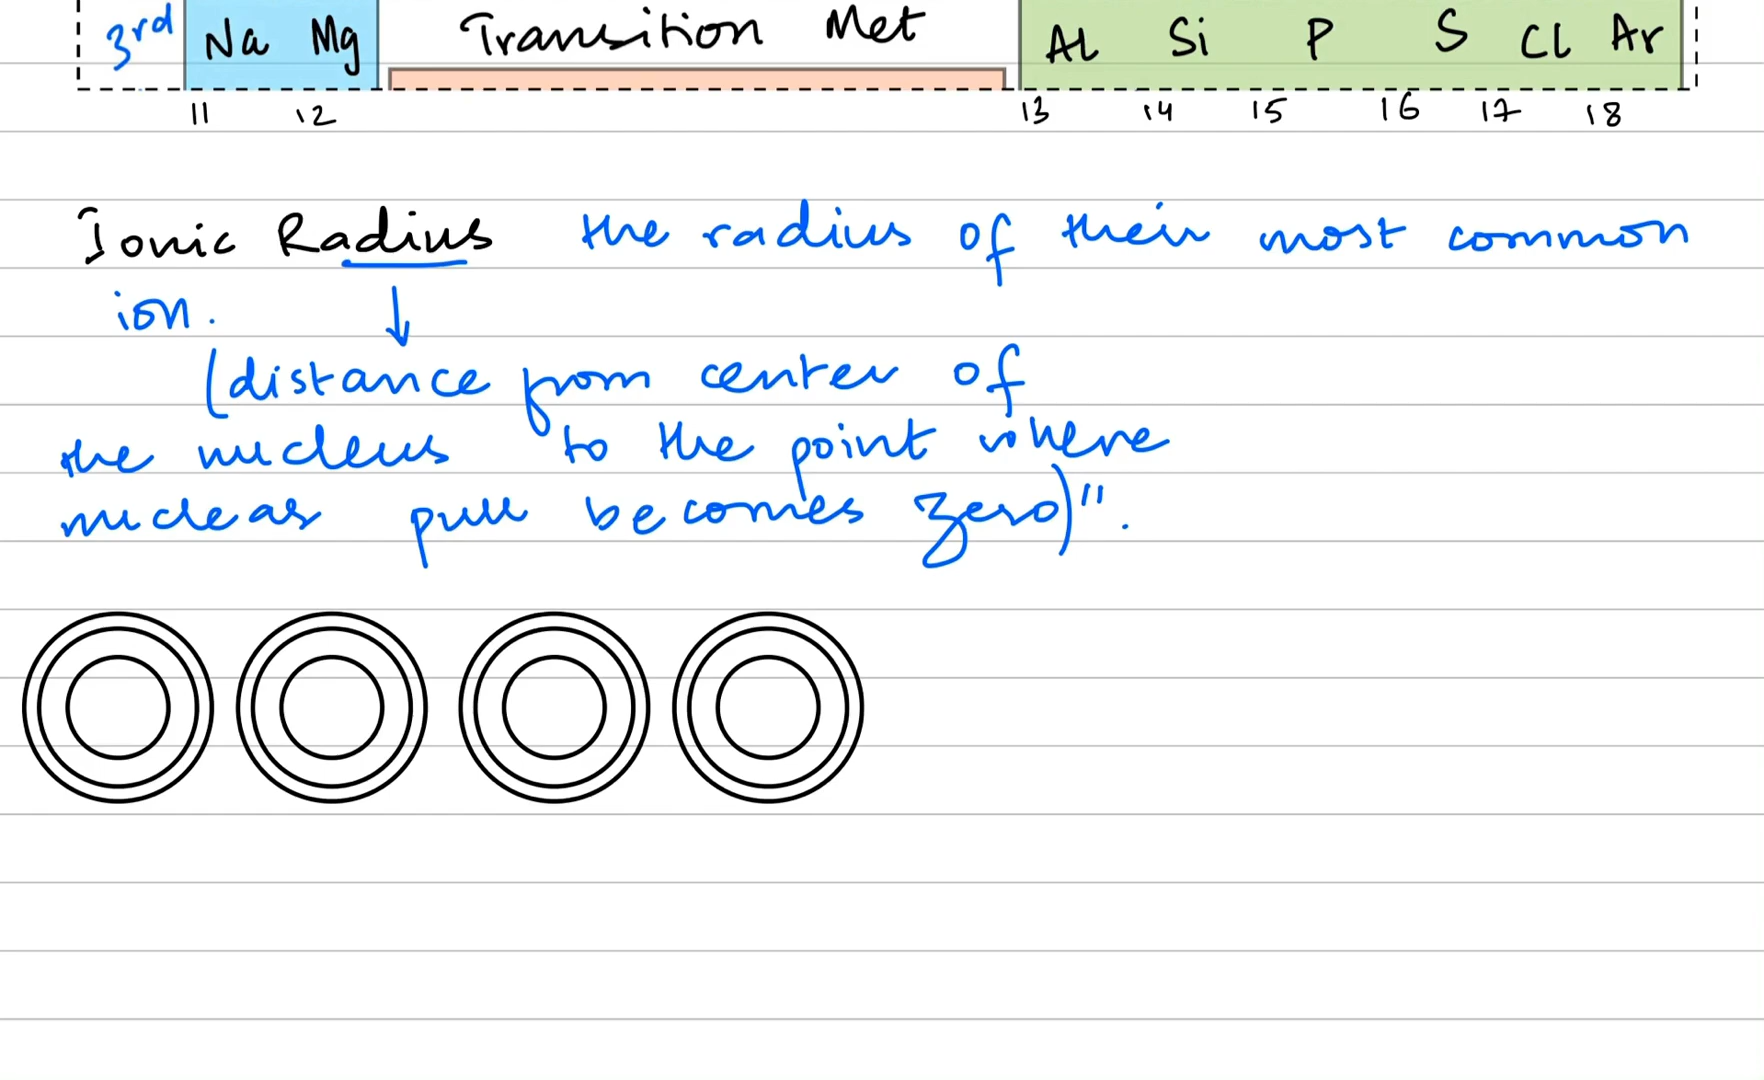 3rd Na Mg Transition Met Al Si P S Cl Ar
11 12 13 14 15 16 17 18
Ionic Radius the radius of their most common
ion.
(distance from center of
the nucleus to the point where
nuclear pull becomes zero)".